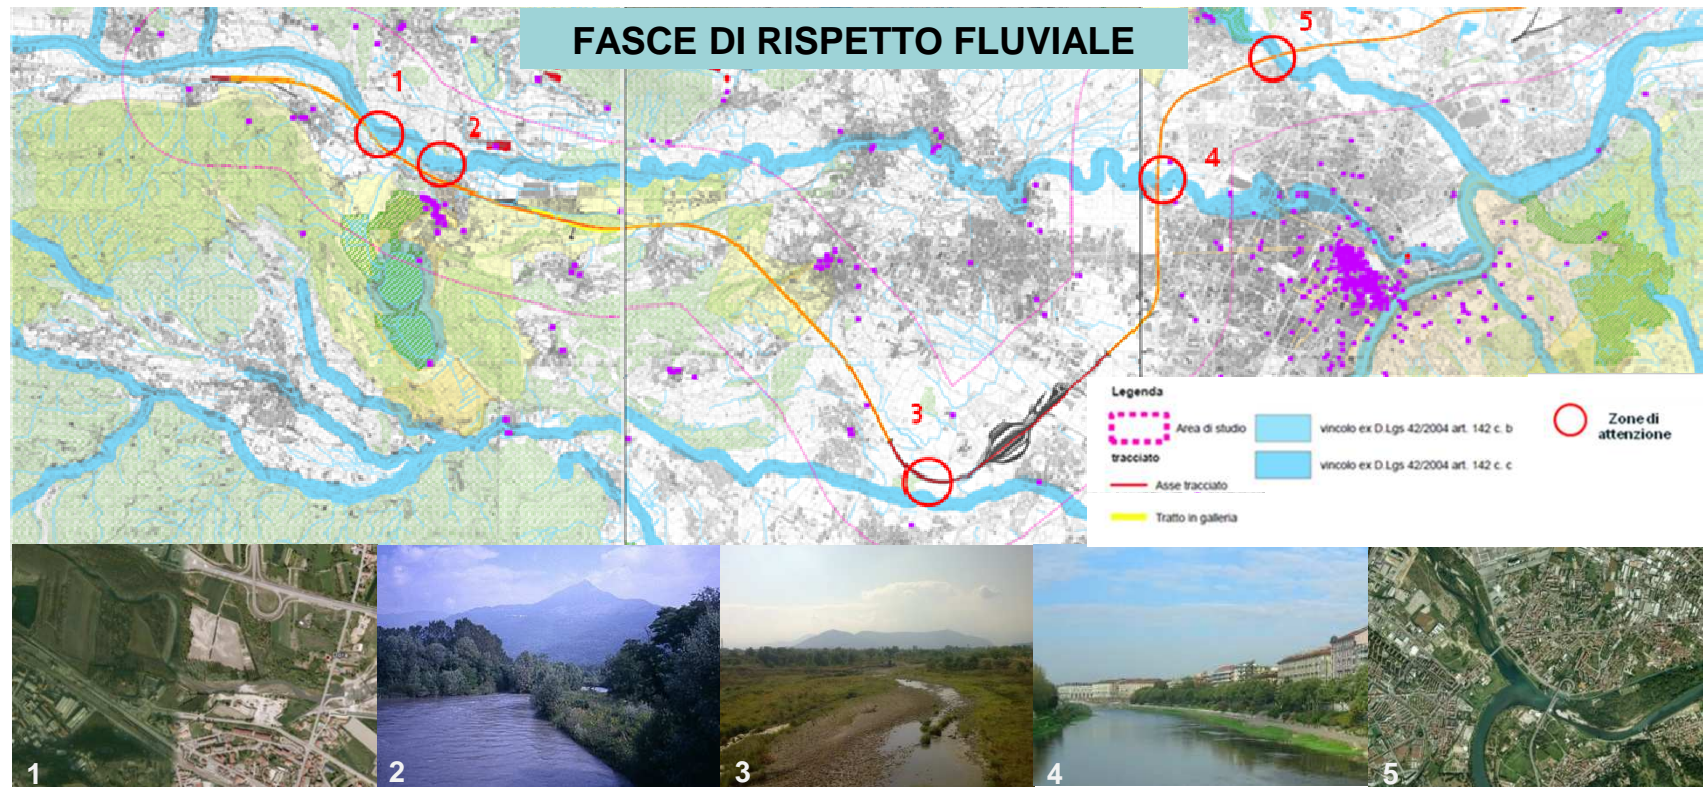 FASCE DI RISPETTO FLUVIALE
1
2
3
4
5
Legenda
Area di studio
tracciato
Asse tracciato
Tratto in galleria
vincolo ex D.Lgs 42/2004 art. 142 c. b
vincolo ex D.Lgs 42/2004 art. 142 c. c
Zone di
attenzione
1
2
3
4
5